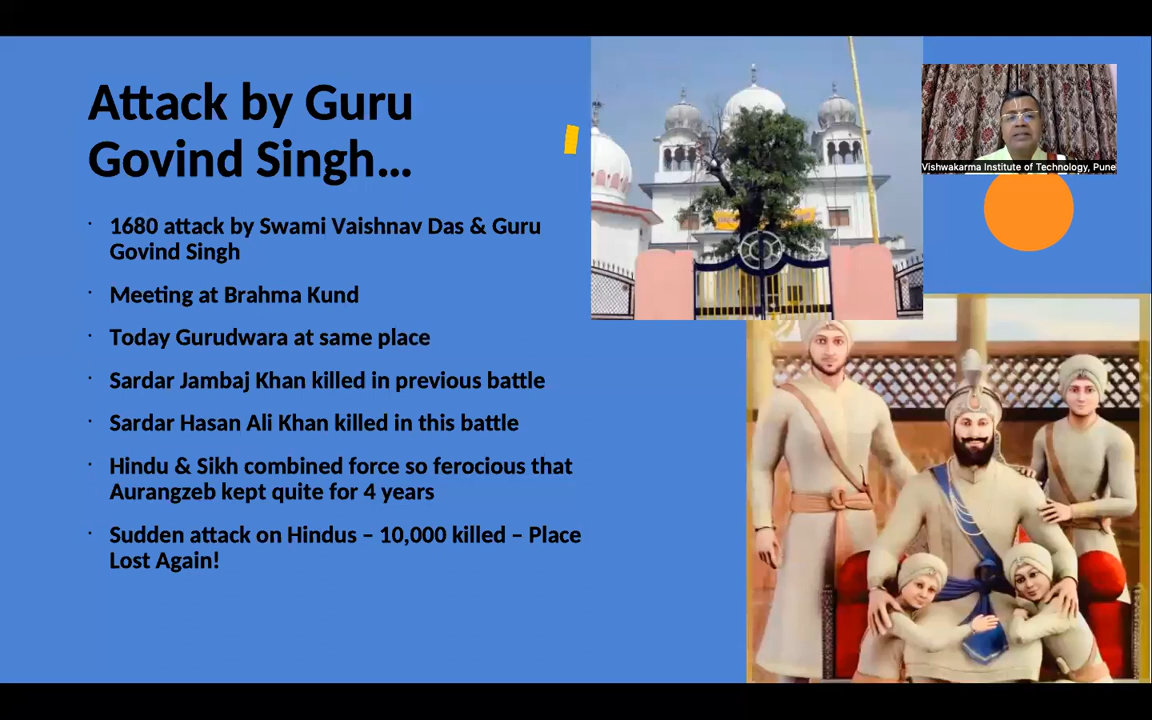 Attack by Guru
Govind Singh...
1680 attack by Swami Vaishnav Das & Guru
Govind Singh
Meeting at Brahma Kund
Today Gurudwara at same place
Sardar Jambaj Khan killed in previous battle
Sardar Hasan Ali Khan killed in this battle
Hindu & Sikh combined force so ferocious that
Aurangzeb kept quite for 4 years
Sudden attack on Hindus – 10,000 killed – Place
Lost Again!
Vishwakarma Institute of Technology, Pune